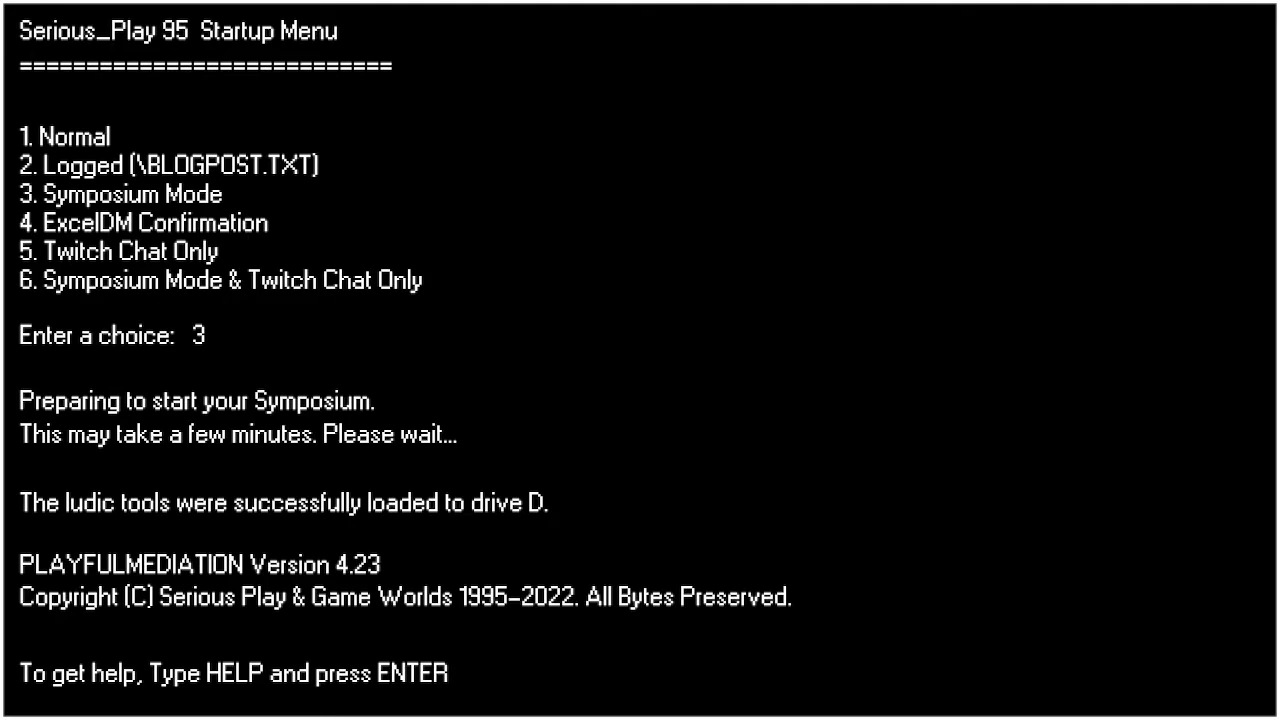 Serious_Play 95  Startup Menu
============================
1. Normal
2. Logged (\BLOGPOST.TXT)
3. Symposium Mode
4. ExcelDM Confirmation
5. Twitch Chat Only
6. Symposium Mode & Twitch Chat Only
Enter a choice:  3
Preparing to start your Symposium.
This may take a few minutes. Please wait...
The ludic tools were successfully loaded to drive D.
PLAYFULMEDIATION Version 4.23
Copyright (C) Serious Play & Game Worlds 1995-2022. All Bytes Preserved.
To get help, Type HELP and press ENTER